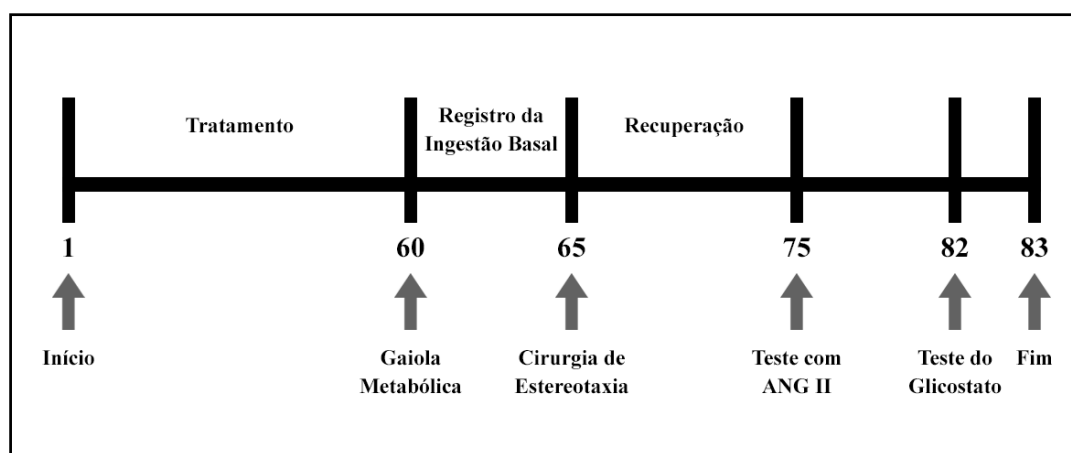 Tratamento
Registro da
Ingestão Basal
Recuperação
1
60
65
75
82
83
Início
Gaiola
Metabólica
Cirurgia de
Estereotaxia
Teste com
ANG II
Teste do
Glicostato
Fim